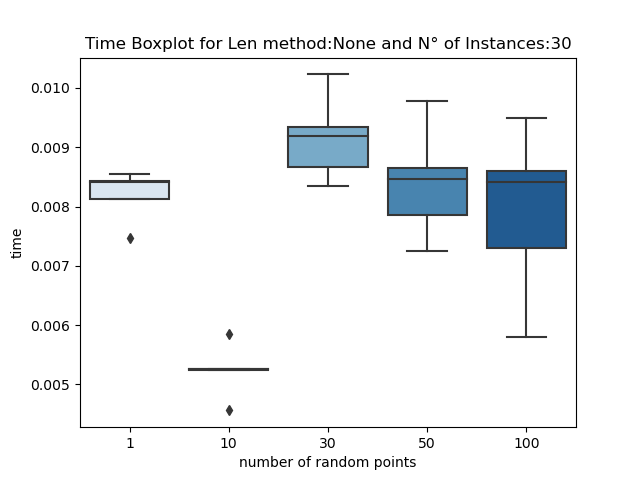 Time Boxplot for Len method:None and N° of Instances:30
0.010
0.009
0.008
0.007
0.006
0.005
time
1 10 30 50 100
number of random points